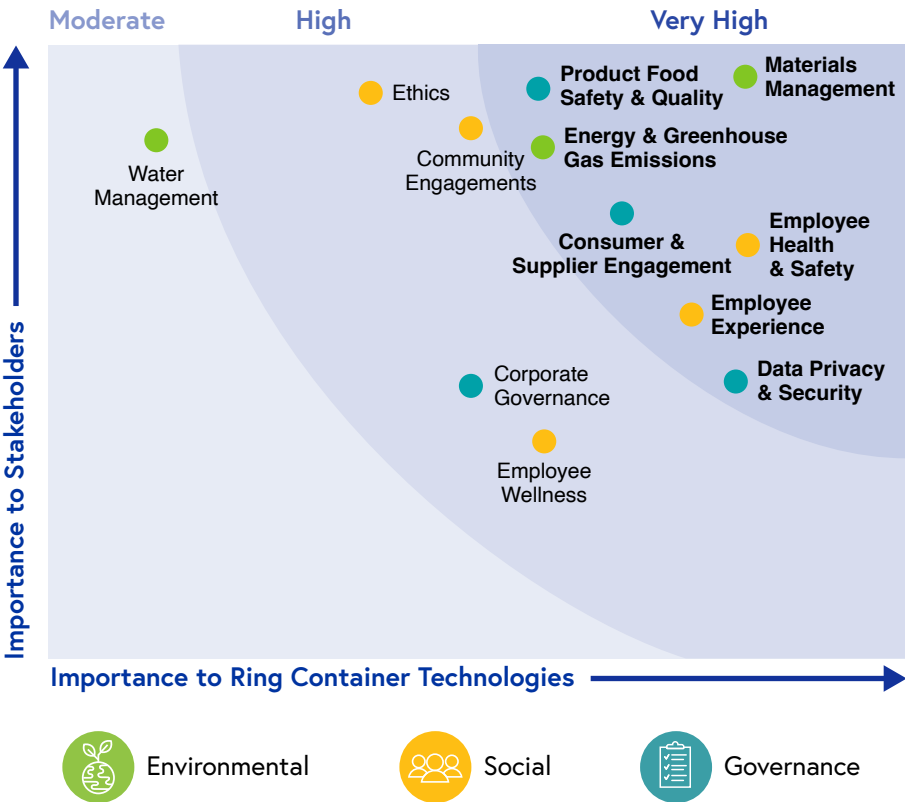 Moderate
High
Very High
Importance to Stakeholders
Product Food
Safety & Quality
Materials
Management
Ethics
Community
Engagements
Energy & Greenhouse
Gas Emissions
Water
Management
Consumer &
Supplier Engagement
Employee
Health
& Safety
Employee
Experience
Data Privacy
& Security
Corporate
Governance
Employee
Wellness
Importance to Ring Container Technologies
Environmental
Social
Governance